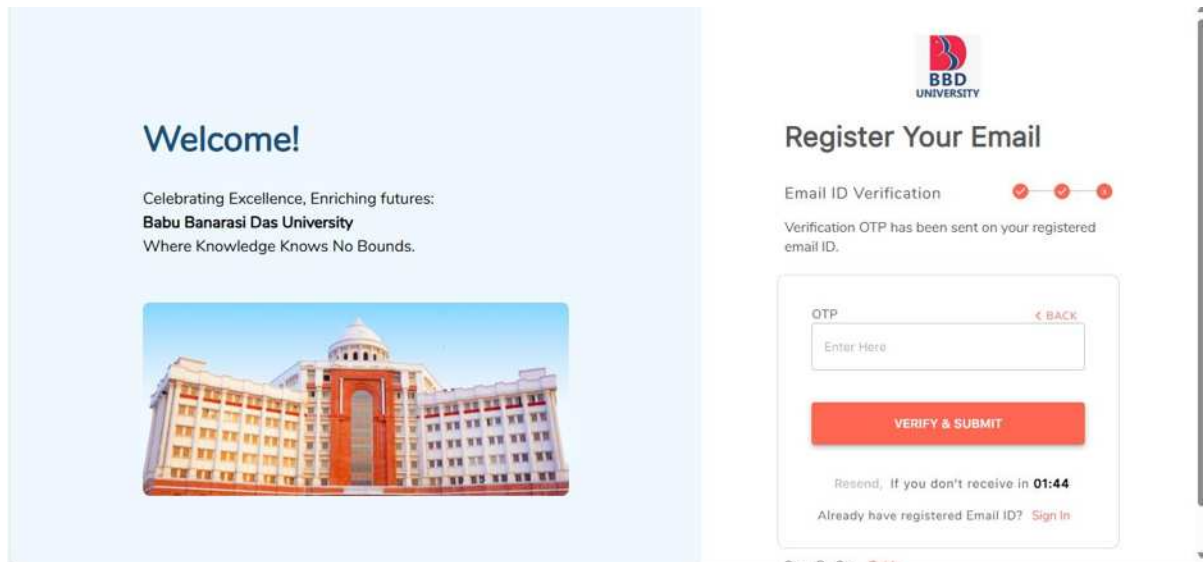 Welcome!
Celebrating Excellence, Enriching futures:
Babu Banarasi Das University
Where Knowledge Knows No Bounds.
BBD
UNIVERSITY
Register Your Email
Email ID Verification
3
Verification OTP has been sent on your registered
email ID.
OTP
< BACK
Enter Here
VERIFY & SUBMIT
Resend, If you don't receive in 01:44
Already have registered Email ID? Sign In